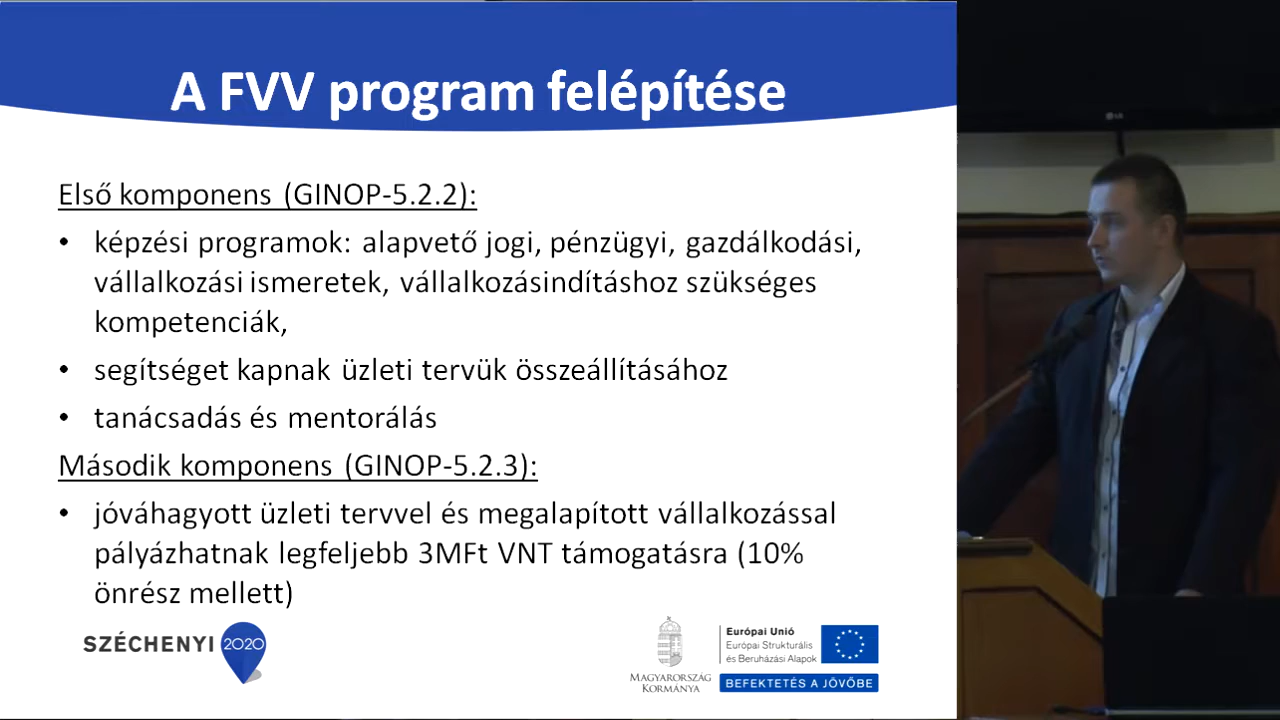 A FVV program felépítése
Első komponens (GINOP-5.2.2):
• képzési programok: alapvető jogi, pénzügyi, gazdálkodási,
vállalkozási ismeretek, vállalkozásindításhoz szükséges
kompetenciák,
• segítséget kapnak üzleti tervük összeállításához
• tanácsadás és mentorálás
Második komponens (GINOP-5.2.3):
• jóváhagyott üzleti tervvel és megalapított vállalkozással
pályázhatnak legfeljebb 3MFt VNT támogatásra (10%
önrész mellett)
SZÉCHENYI 2020
MAGYARORSZÁG
KORMÁNYA
Európai Unió
Európai Strukturális
és Beruházási Alapok
BEFEKTETÉS A JÖVŐBE
LG